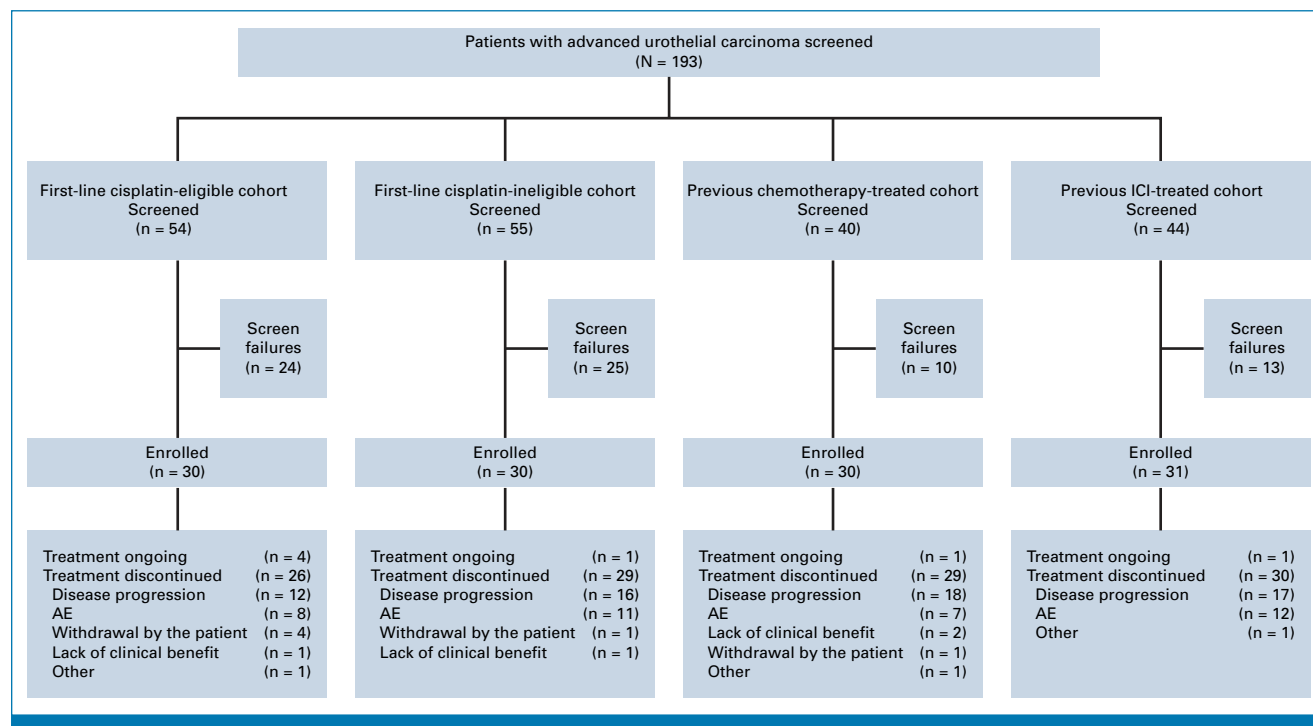 Patients with advanced urothelial carcinoma screened
(N = 193)
First-line cisplatin-eligible cohort
Screened
(n = 54)
First-line cisplatin-ineligible cohort
Screened
(n = 55)
Previous chemotherapy-treated cohort
Screened
(n = 40)
Previous ICI-treated cohort
Screened
(n = 44)
Screen
failures
(n = 24)
Screen
failures
(n = 25)
Screen
failures
(n = 10)
Screen
failures
(n = 13)
Enrolled
(n = 30)
Enrolled
(n = 30)
Enrolled
(n = 30)
Enrolled
(n = 31)
Treatment ongoing (n = 4)
Treatment discontinued (n = 26)
Disease progression (n = 12)
AE (n = 8)
Withdrawal by the patient (n = 4)
Lack of clinical benefit (n = 1)
Other (n = 1)
Treatment ongoing (n = 1)
Treatment discontinued (n = 29)
Disease progression (n = 16)
AE (n = 11)
Withdrawal by the patient (n = 1)
Lack of clinical benefit (n = 1)
Treatment ongoing (n = 1)
Treatment discontinued (n = 29)
Disease progression (n = 18)
AE (n = 7)
Lack of clinical benefit (n = 2)
Withdrawal by the patient (n = 1)
Other (n = 1)
Treatment ongoing (n = 1)
Treatment discontinued (n = 30)
Disease progression (n = 17)
AE (n = 12)
Other (n = 1)